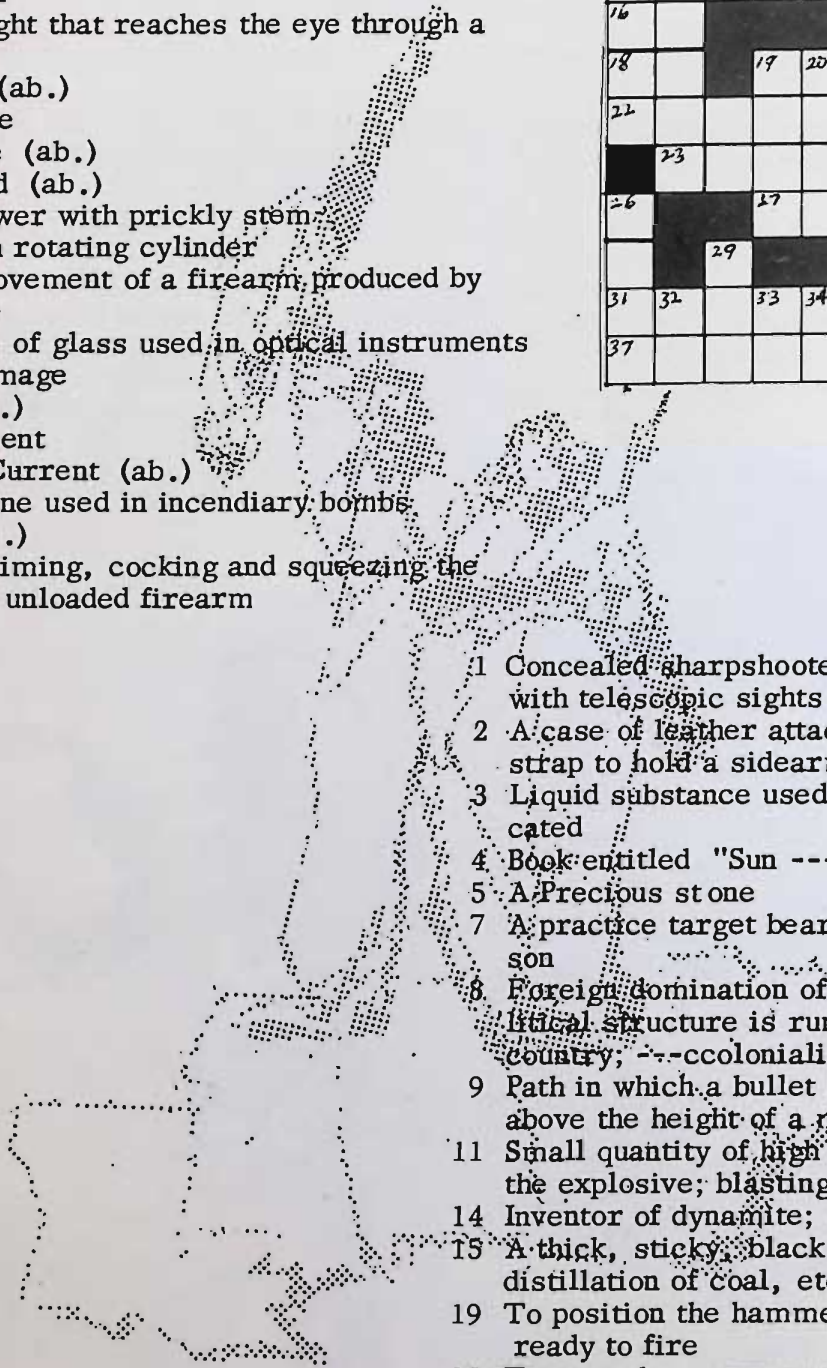 ght that reaches the eye through a
(ab.)
e
e (ab.)
d (ab.)
wer with prickly stem
n rotating cylinder
ovement of a firearm produced by
of glass used in optical instruments
mage
.)
ent
Current (ab.)
ne used in incendiary bombs
.)
iming, cocking and squeezing the
unloaded firearm
16
18 19 20
22
23
26 27
29
31 32 33 34
37
1 Concealed sharpshoote
with telescopic sights
2 A case of leather attac
strap to hold a sidear
3 Liquid substance used
cated
4 Book entitled "Sun ---
5 A Precious stone
7 A practice target bear
son
8 Foreign domination of
litical structure is ru
country; ---ccoloniali
9 Path in which a bullet
above the height of a
11 Small quantity of high
the explosive; blasting
14 Inventor of dynamite;
15 A thick, sticky, black
distillation of coal, et
19 To position the hamme
ready to fire